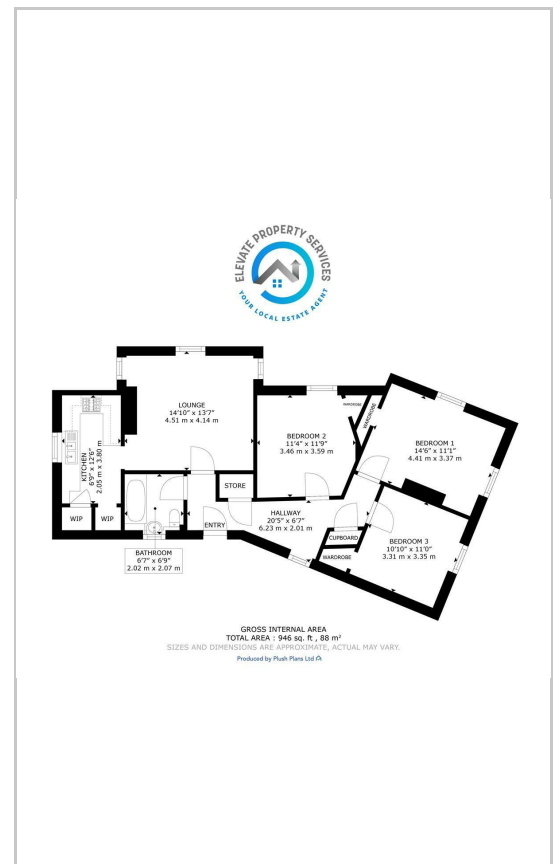 ELEVATE PROPERTY SERVICES
YOUR LOCAL ESTATE AGENT
LOUNGE
14'10" x 13'7"
4.51 m x 4.14 m
KITCHEN
6'9" x 12'6"
2.05 m x 3.80 m
WIP
WIP
BATHROOM
6'7" x 6'9"
2.02 m x 2.07 m
ENTRY
STORE
HALLWAY
20'5" x 6'7"
6.23 m x 2.01 m
BEDROOM 2
11'4" x 11'9"
3.46 m x 3.59 m
WARDROBE
WARDROBE
BEDROOM 1
14'6" x 11'1"
4.41 m x 3.37 m
CUPBOARD
WARDROBE
BEDROOM 3
10'10" x 11'0"
3.31 m x 3.35 m
GROSS INTERNAL AREA
TOTAL AREA : 946 sq. ft , 88 m²
SIZES AND DIMENSIONS ARE APPROXIMATE, ACTUAL MAY VARY.
Produced by Plush Plans Ltd